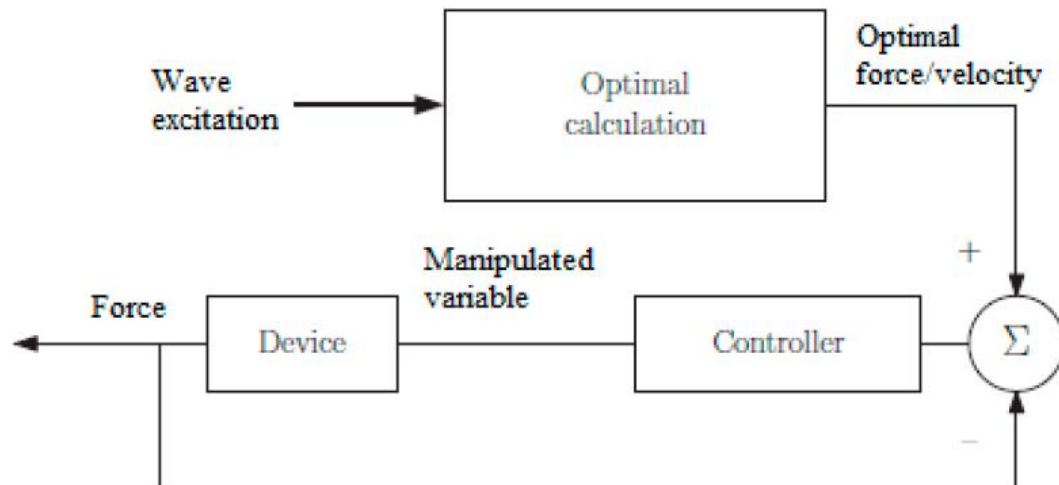 Optimal
force/velocity
Wave
excitation
Optimal
calculation
+
Manipulated
variable
Force
Device
Controller
Σ
−